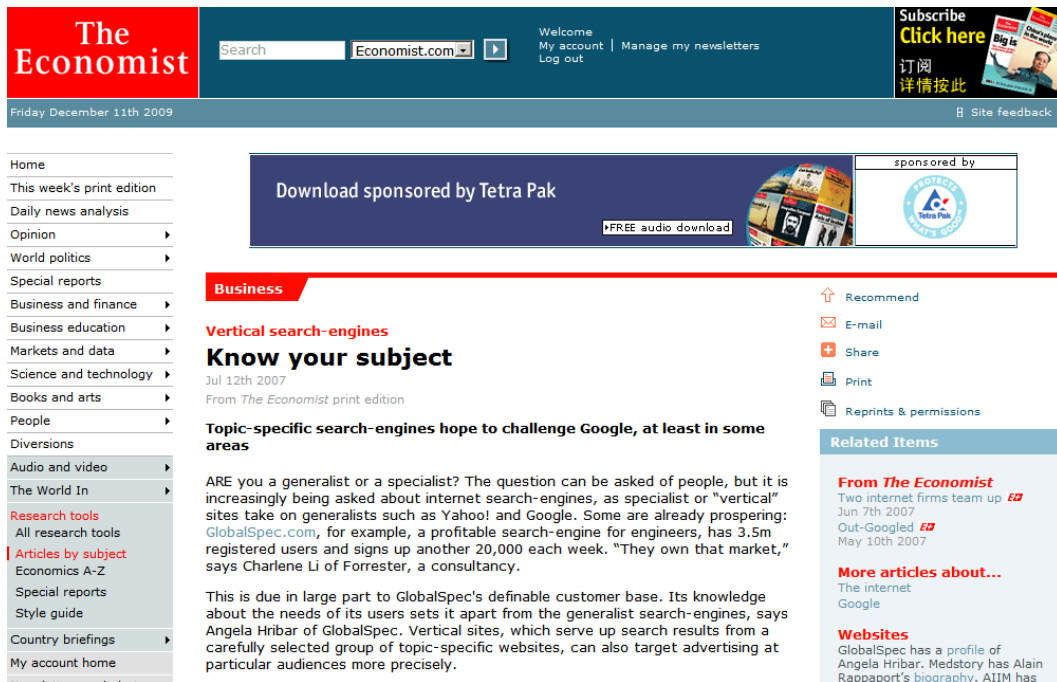 The
Economist
Search
Economist.com
Welcome
My account | Manage my newsletters
Log out
Subscribe
Click here
订阅
详情按此
Friday December 11th 2009
Site feedback
Home
This week's print edition
Daily news analysis
Opinion
World politics
Special reports
Business and finance
Business education
Markets and data
Science and technology
Books and arts
People
Diversions
Audio and video
The World In
Research tools
All research tools
Articles by subject
Economics A-Z
Special reports
Style guide
Country briefings
My account home
Download sponsored by Tetra Pak
FREE audio download
sponsored by
PROTECTS
Tetra Pak
WHAT'S GOOD
Business
Vertical search-engines
Know your subject
Jul 12th 2007
From The Economist print edition
Topic-specific search-engines hope to challenge Google, at least in some
areas
ARE you a generalist or a specialist? The question can be asked of people, but it is
increasingly being asked about internet search-engines, as specialist or “vertical”
sites take on generalists such as Yahoo! and Google. Some are already prospering:
GlobalSpec.com, for example, a profitable search-engine for engineers, has 3.5m
registered users and signs up another 20,000 each week. “They own that market,”
says Charlene Li of Forrester, a consultancy.
This is due in large part to GlobalSpec's definable customer base. Its knowledge
about the needs of its users sets it apart from the generalist search-engines, says
Angela Hribar of GlobalSpec. Vertical sites, which serve up search results from a
carefully selected group of topic-specific websites, can also target advertising at
particular audiences more precisely.
Recommend
E-mail
Share
Print
Reprints & permissions
Related Items
From The Economist
Two internet firms team up
Jun 7th 2007
Out-Googled
May 10th 2007
More articles about...
The internet
Google
Websites
GlobalSpec has a profile of
Angela Hribar. Medstory has Alain
Rappaport's biography. AIIM has